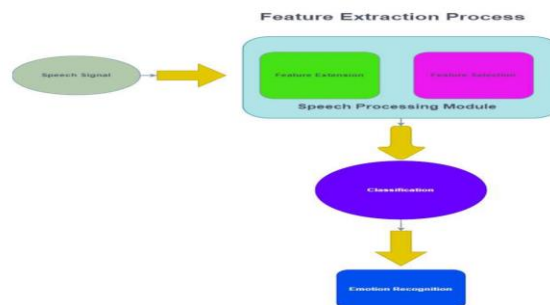 Feature Extraction Process
Speech Signal
Feature Extension
Feature Selection
Speech Processing Module
Classification
Emotion Recognition